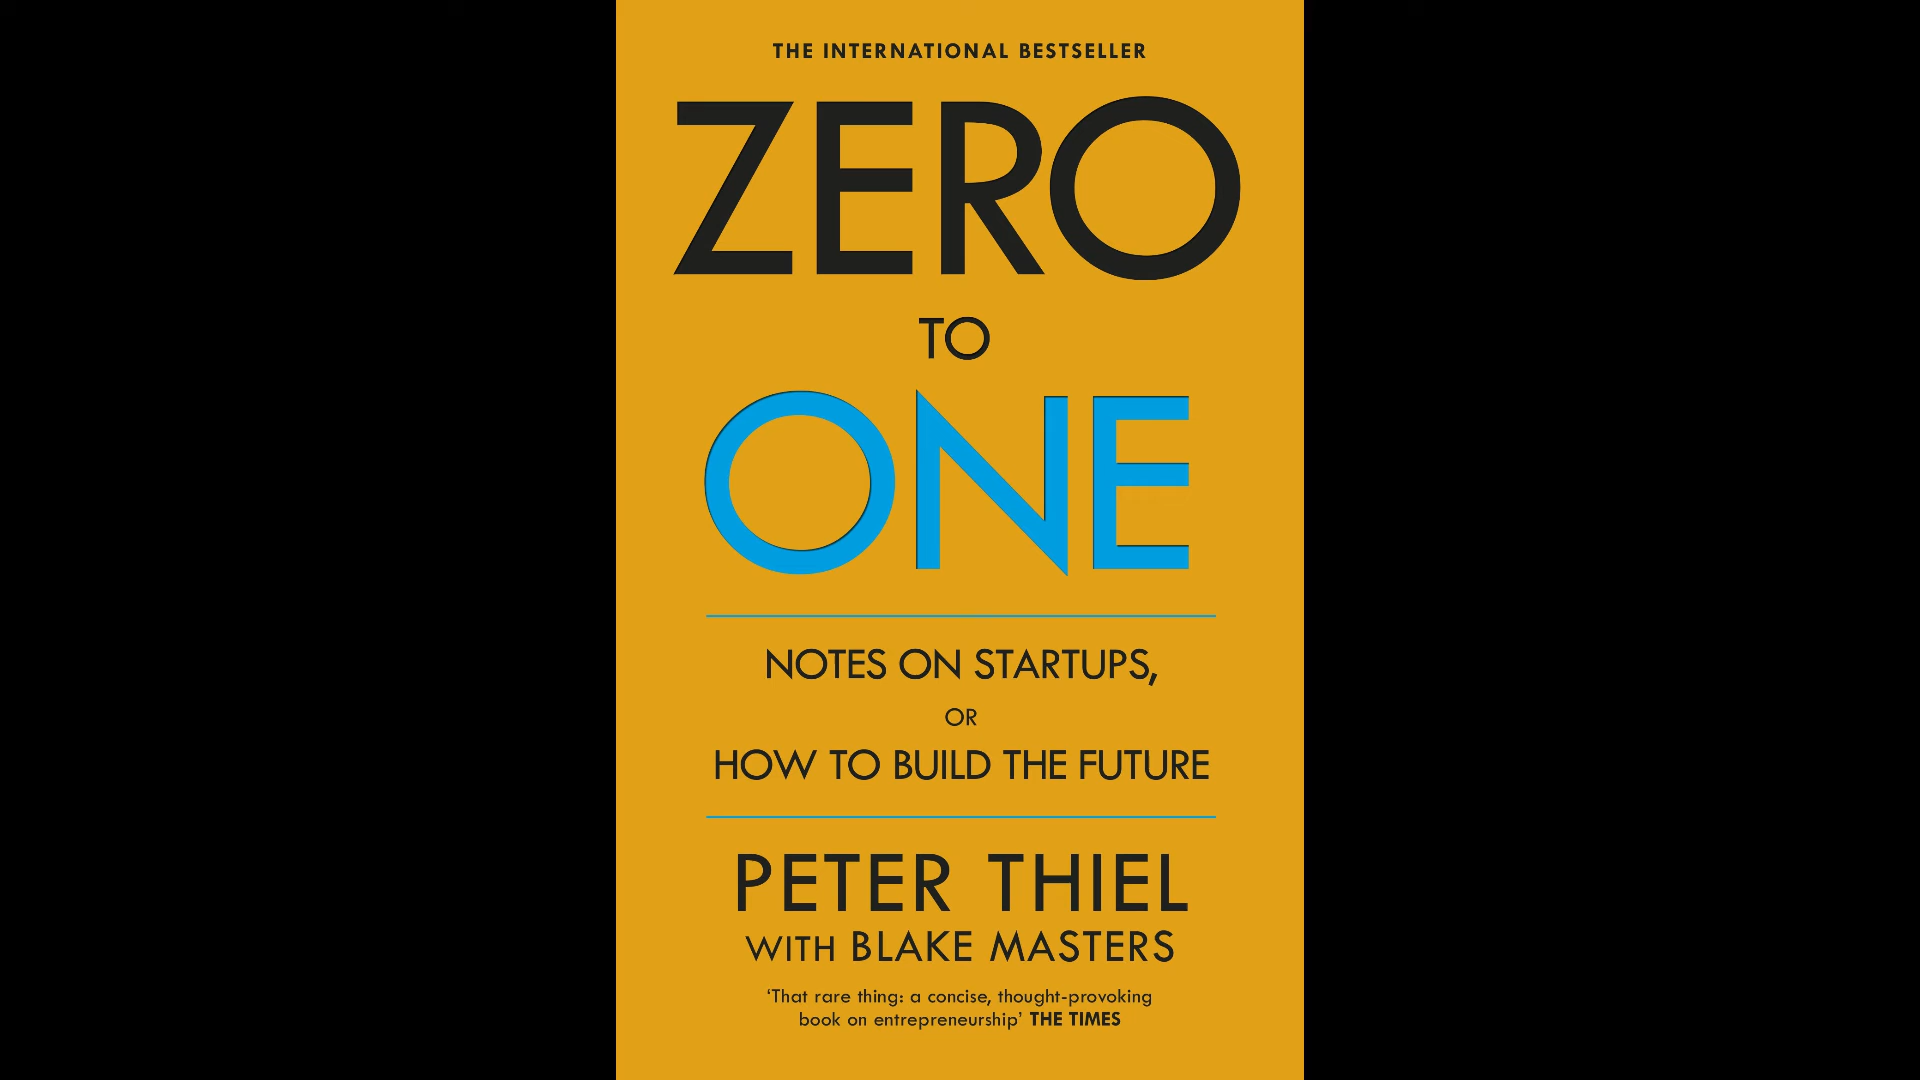 THE INTERNATIONAL BESTSELLER
ZERO
TO
ONE
NOTES ON STARTUPS,
OR
HOW TO BUILD THE FUTURE
PETER THIEL
WITH BLAKE MASTERS
‘That rare thing: a concise, thought-provoking
book on entrepreneurship’ THE TIMES